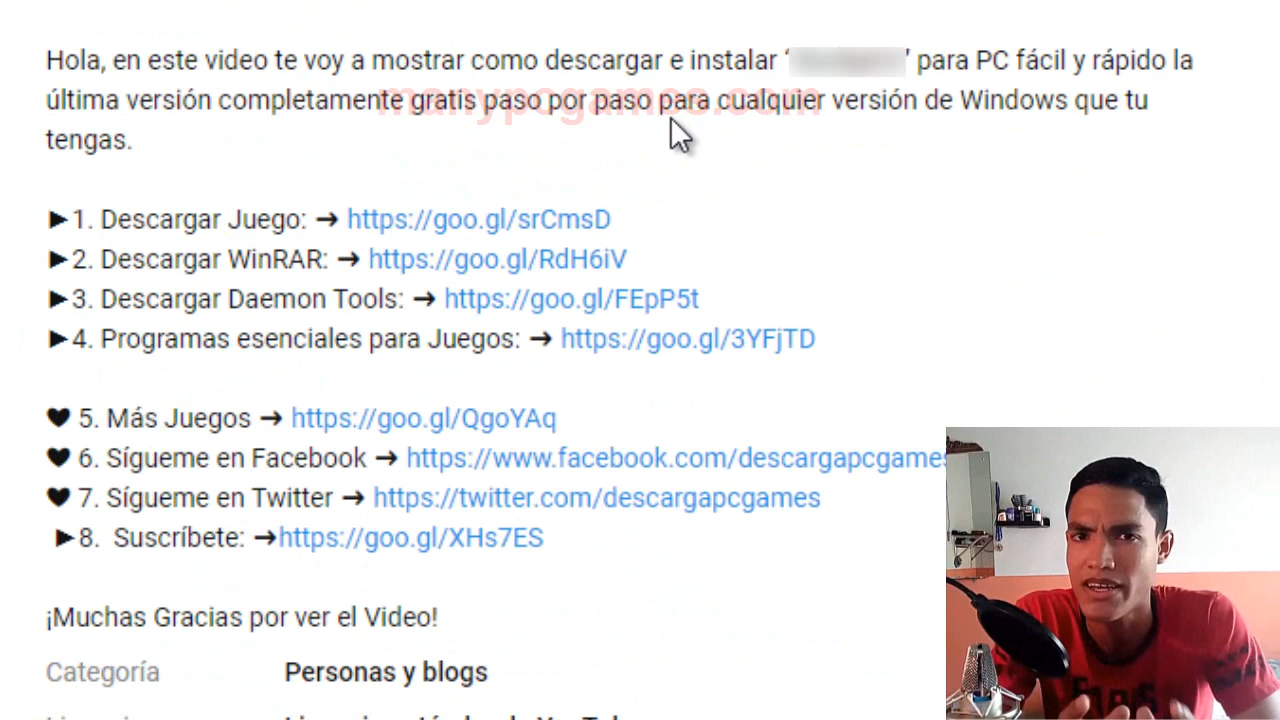 Hola, en este video te voy a mostrar como descargar e instalar ‘ ’ para PC fácil y rápido la
última versión completamente gratis paso por paso para cualquier versión de Windows que tu
tengas.
manypcgames.com
►1. Descargar Juego: ➞ https://goo.gl/srCmsD
►2. Descargar WinRAR: ➞ https://goo.gl/RdH6iV
►3. Descargar Daemon Tools: ➞ https://goo.gl/FEpP5t
►4. Programas esenciales para Juegos: ➞ https://goo.gl/3YFjTD
♥ 5. Más Juegos ➞ https://goo.gl/QgoYAq
♥ 6. Sígueme en Facebook ➞ https://www.facebook.com/descargapcgames
♥ 7. Sígueme en Twitter ➞ https://twitter.com/descargapcgames
►8. Suscríbete: ➞https://goo.gl/XHs7ES
¡Muchas Gracias por ver el Video!
Categoría Personas y blogs